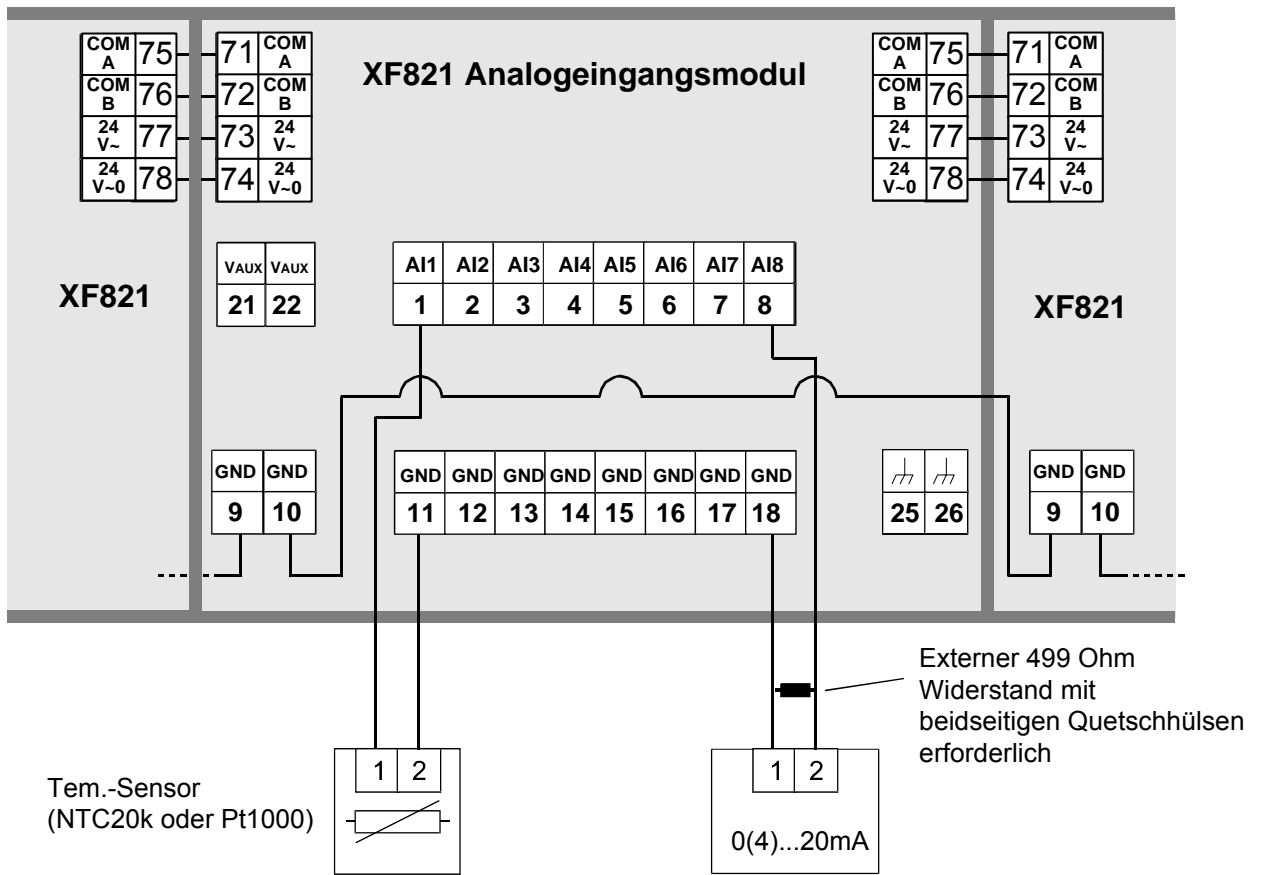 COM A 75 71 COM A
COM B 76 72 COM B
24 V~ 77 73 24 V~
24 V~0 78 74 24 V~0
XF821 Analogeingangsmodul
COM A 75 71 COM A
COM B 76 72 COM B
24 V~ 77 73 24 V~
24 V~0 78 74 24 V~0
XF821
VAUX VAUX
21 22
AI1 AI2 AI3 AI4 AI5 AI6 AI7 AI8
1 2 3 4 5 6 7 8
XF821
GND GND
9 10
GND GND GND GND GND GND GND GND
11 12 13 14 15 16 17 18
25 26
GND GND
9 10
Externer 499 Ohm
Widerstand mit
beidseitigen Quetschhülsen
erforderlich
Tem.-Sensor
(NTC20k oder Pt1000)
1 2
1 2
0(4)...20mA